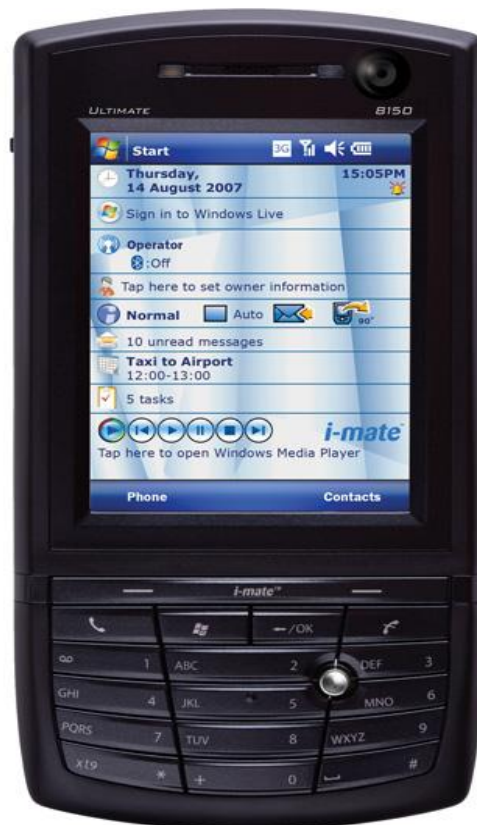 ULTIMATE 8150
Start 3G
Thursday, 15:05PM
14 August 2007
Sign in to Windows Live
Operator
:Off
Tap here to set owner information
Normal Auto 90°
10 unread messages
Taxi to Airport
12:00-13:00
5 tasks
i-mate™
Tap here to open Windows Media Player
Phone Contacts
i-mate™
/OK
1 ABC 2 DEF 3
GHI 4 JKL 5 MNO 6
PQRS 7 TUV 8 WXYZ 9
xt9 * + 0 #